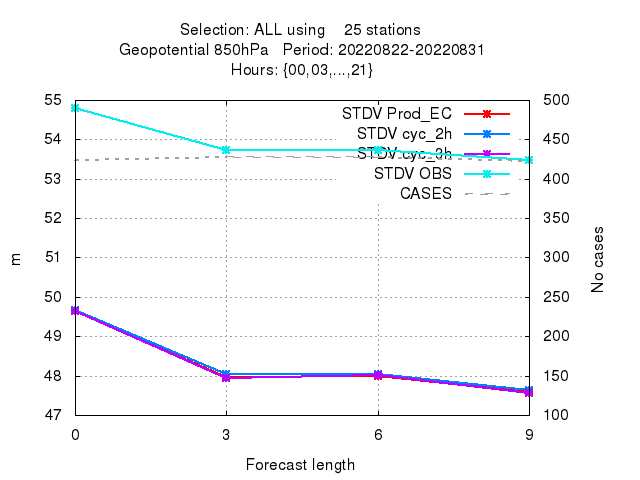 Selection: ALL using    25 stations
Geopotential 850hPa   Period: 20220822-20220831
Hours: {00,03,...,21}
STDV Prod_EC
STDV cyc_2h
STDV cyc_3h
STDV OBS
CASES
55
54
53
52
51
50
49
48
47
500
450
400
350
300
250
200
150
100
m
No cases
0 3 6 9
Forecast length